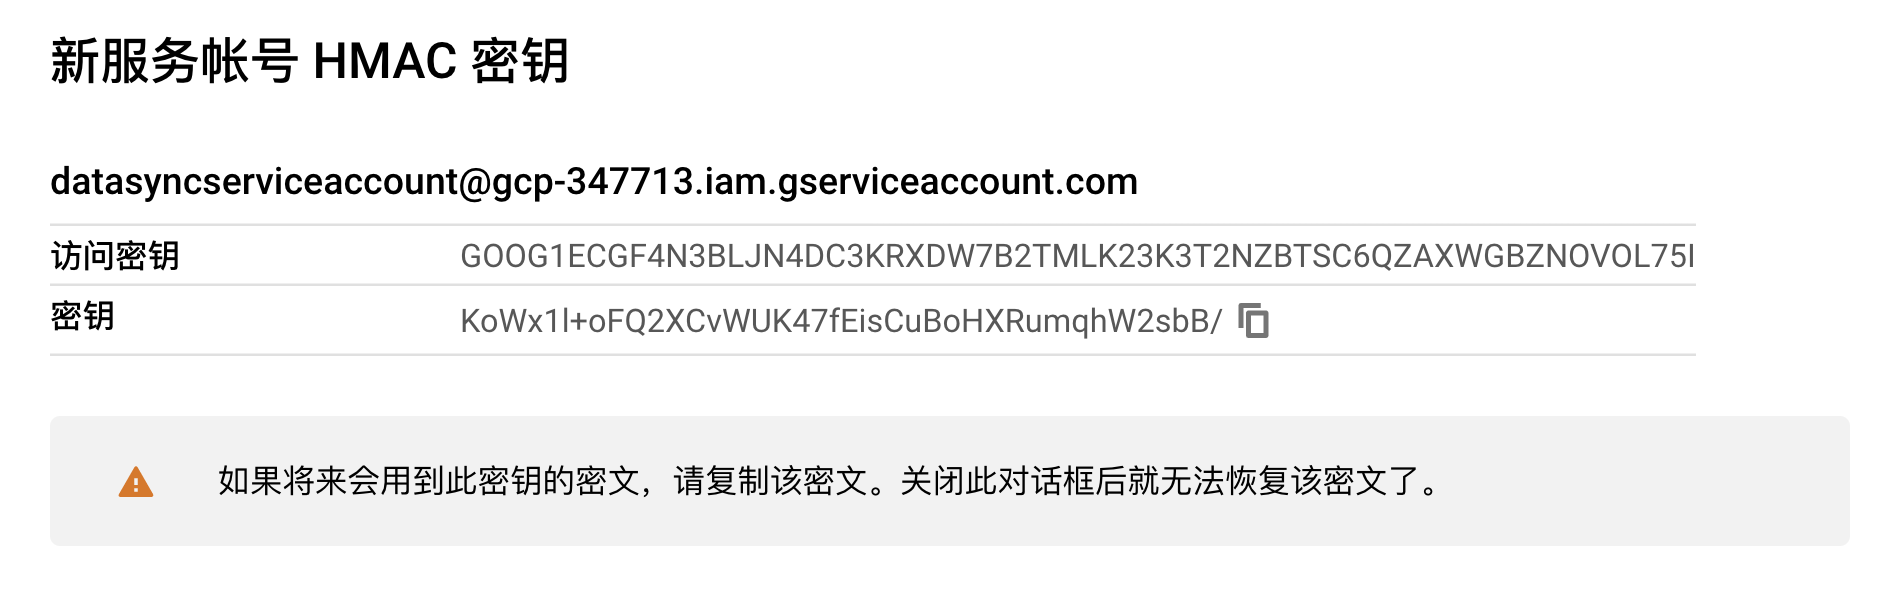 新服务帐号 HMAC 密钥
datasyncserviceaccount@gcp-347713.iam.gserviceaccount.com
访问密钥 GOOG1ECGF4N3BLJN4DC3KRXDW7B2TMLK23K3T2NZBTSC6QZAXWGBZNOVOL75I
密钥 KoWx1l+oFQ2XCvWUK47fEisCuBoHXRumqhW2sbB/
如果将来会用到此密钥的密文，请复制该密文。关闭此对话框后就无法恢复该密文了。